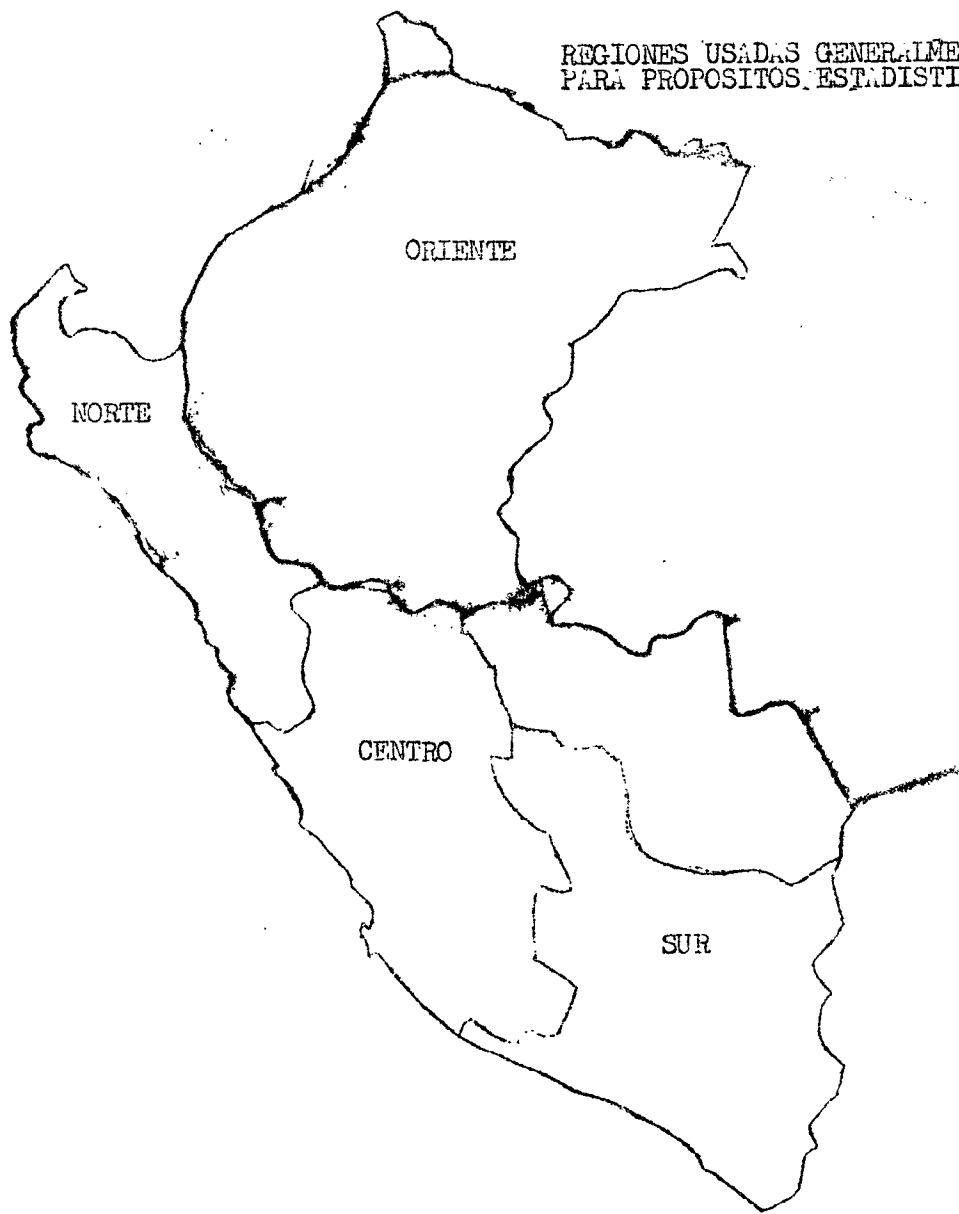 REGIONES USADAS GENERALME
PARA PROPOSITOS ESTADISTI
ORIENTE
NORTE
CENTRO
SUR